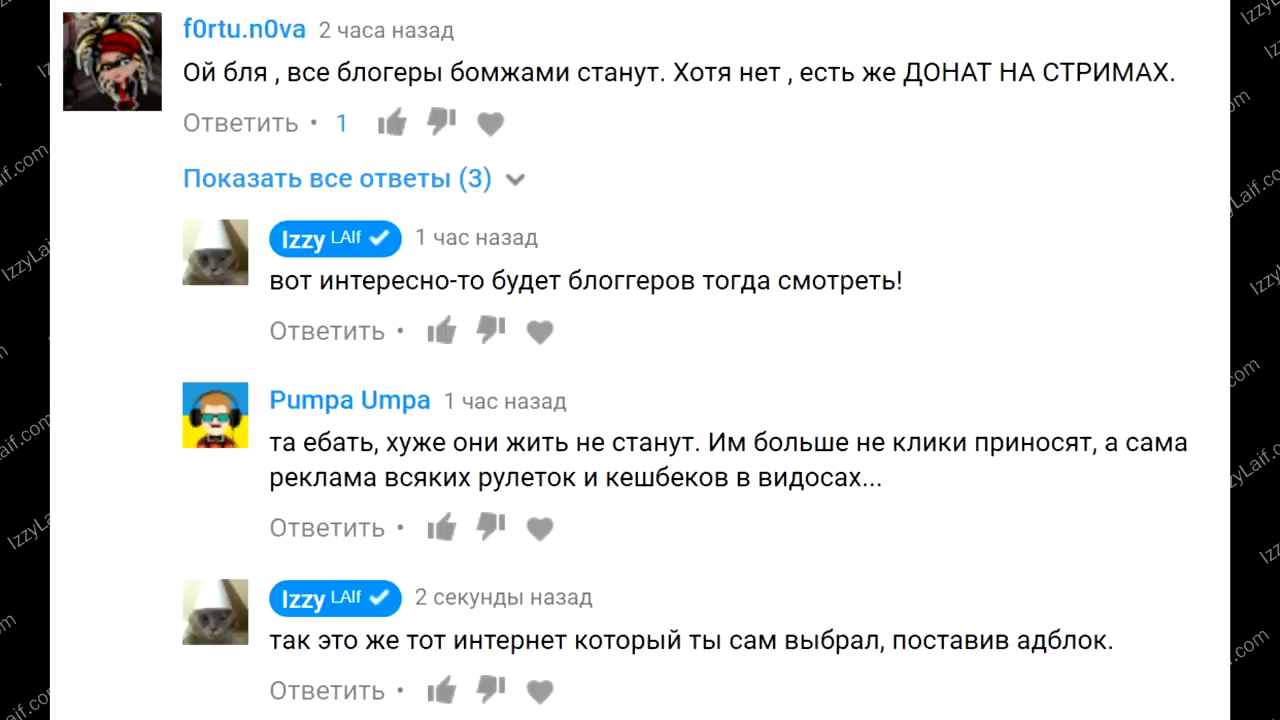 f0rtu.n0va 2 часа назад
Ой бля , все блогеры бомжами станут. Хотя нет , есть же ДОНАТ НА СТРИМАХ.
Ответить • 1
Показать все ответы (3)
Izzy LAIf 1 час назад
вот интересно-то будет блоггеров тогда смотреть!
Ответить •
Pumpa Umpa 1 час назад
та ебать, хуже они жить не станут. Им больше не клики приносят, а сама
реклама всяких рулеток и кешбеков в видосах...
Ответить •
Izzy LAIf 2 секунды назад
так это же тот интернет который ты сам выбрал, поставив адблок.
Ответить •